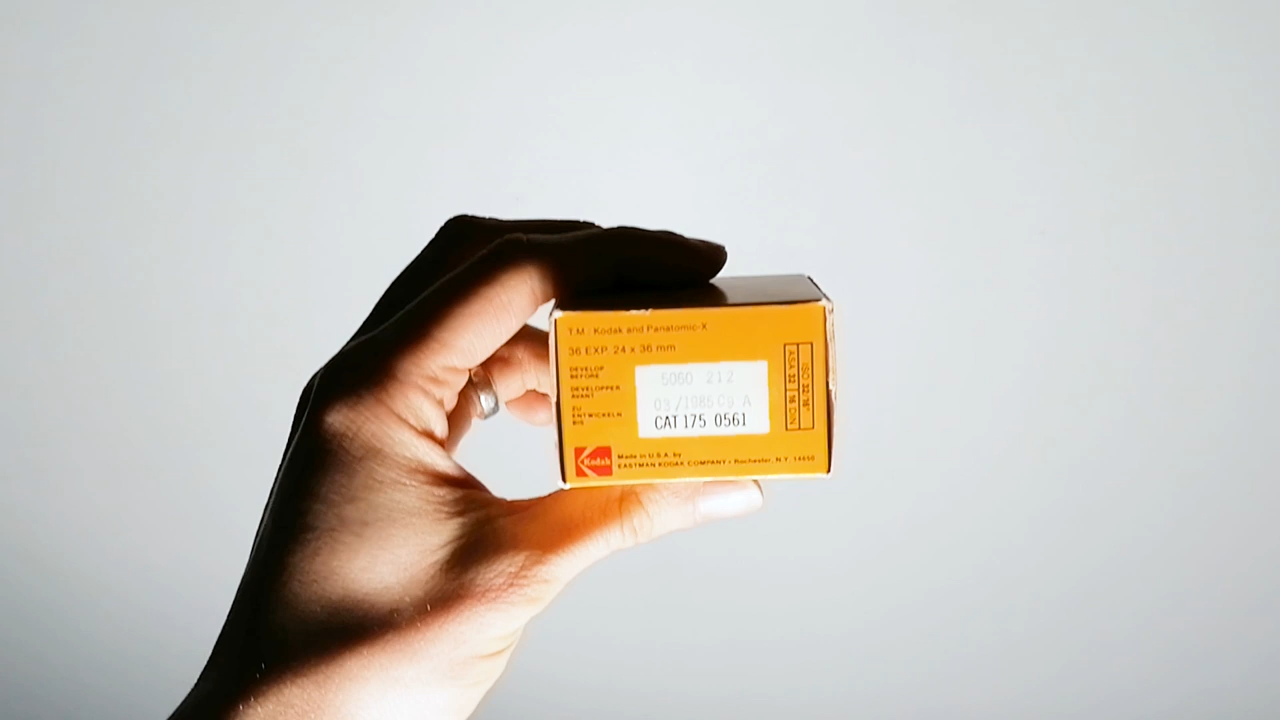 T.M.: Kodak and Panatomic-X
36 EXP. 24 x 36 mm
DEVELOP
BEFORE
DEVELOPPER
AVANT
ZU
ENTWICKELN
BIS
5060 212
03/1985 Cg A
CAT 175 0561
ASA 32 16 DIN
ISO 32/16°
Kodak
Made in U.S.A. by
EASTMAN KODAK COMPANY • Rochester, N.Y. 14650